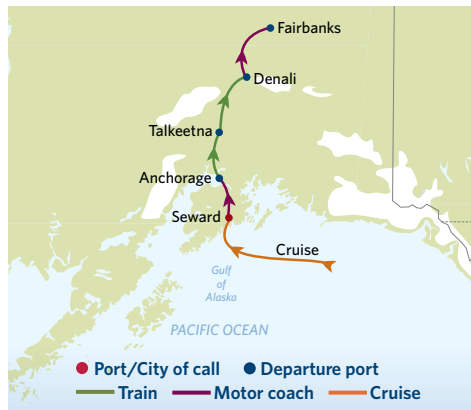 Fairbanks
Denali
Talkeetna
Anchorage
Seward
Cruise
Gulf
of
Alaska
PACIFIC OCEAN
Port/City of call
Departure port
Train
Motor coach
Cruise